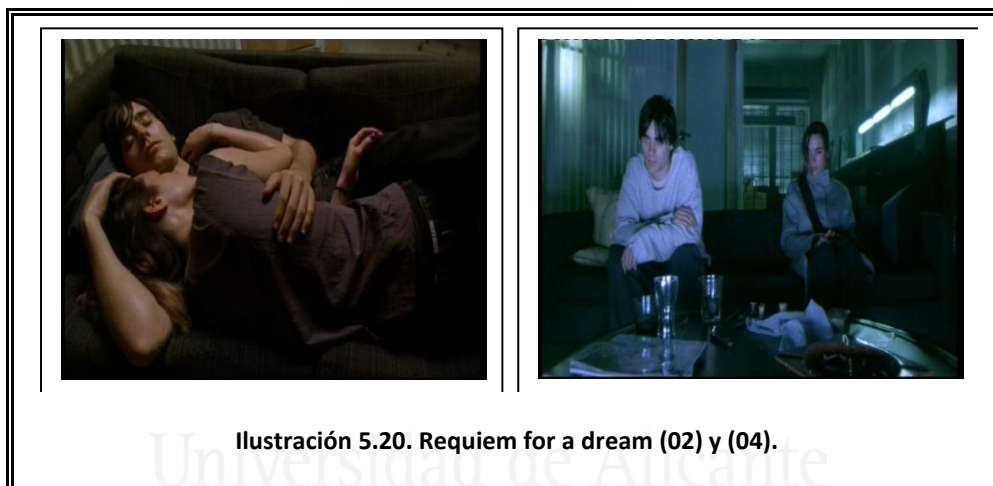 Ilustración 5.20. Requiem for a dream (02) y (04).
Universidad de Alicante